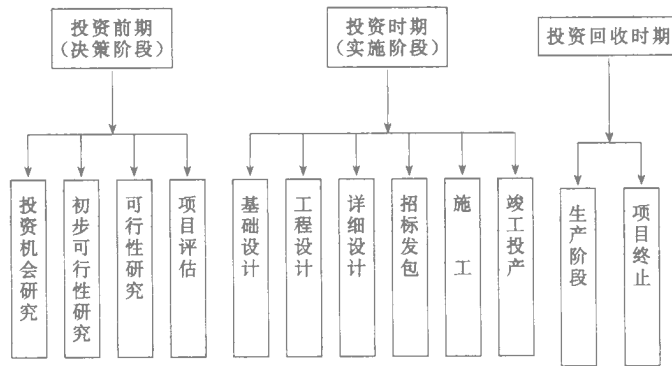 投资前期
（决策阶段）
投资时期
（实施阶段）
投资回收时期
投资机会研究
初步可行性研究
可行性研究
项目评估
基础设计
工程设计
详细设计
招标发包
施工
竣工投产
生产阶段
项目终止